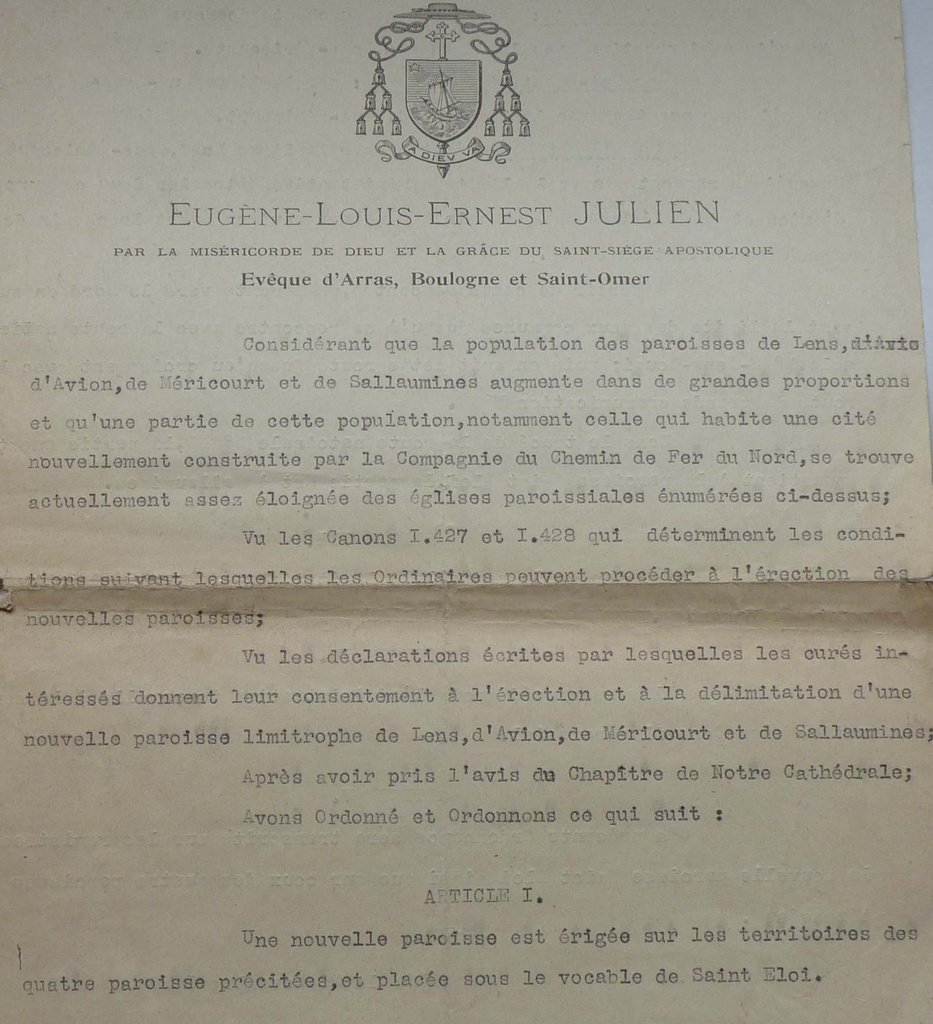 A DIEV VA
EUGÈNE-LOUIS-ERNEST JULIEN
PAR LA MISÉRICORDE DE DIEU ET LA GRÂCE DU SAINT-SIÈGE APOSTOLIQUE
Evêque d'Arras, Boulogne et Saint-Omer
Considérant que la population des paroisses de Lens,
d'Avion,de Méricourt et de Sallaumines augmente dans de grandes proportions
et qu'une partie de cette population,notamment celle qui habite une cité
nouvellement construite par la Compagnie du Chemin de Fer du Nord,se trouve
actuellement assez éloignée des églises paroissiales énumérées ci-dessus;
Vu les Canons I.427 et I.428 qui déterminent les condi-
tions suivant lesquelles les Ordinaires peuvent procéder à l'érection des
nouvelles paroisses;
Vu les déclarations écrites par lesquelles les curés in-
téressés donnent leur consentement à l'érection et à la délimitation d'une
nouvelle paroisse limitrophe de Lens,d'Avion,de Méricourt et de Sallaumines;
Après avoir pris l'avis du Chapître de Notre Cathédrale;
Avons Ordonné et Ordonnons ce qui suit :
ARTICLE I.
Une nouvelle paroisse est érigée sur les territoires des
quatre paroisse précitées,et placée sous le vocable de Saint Eloi.